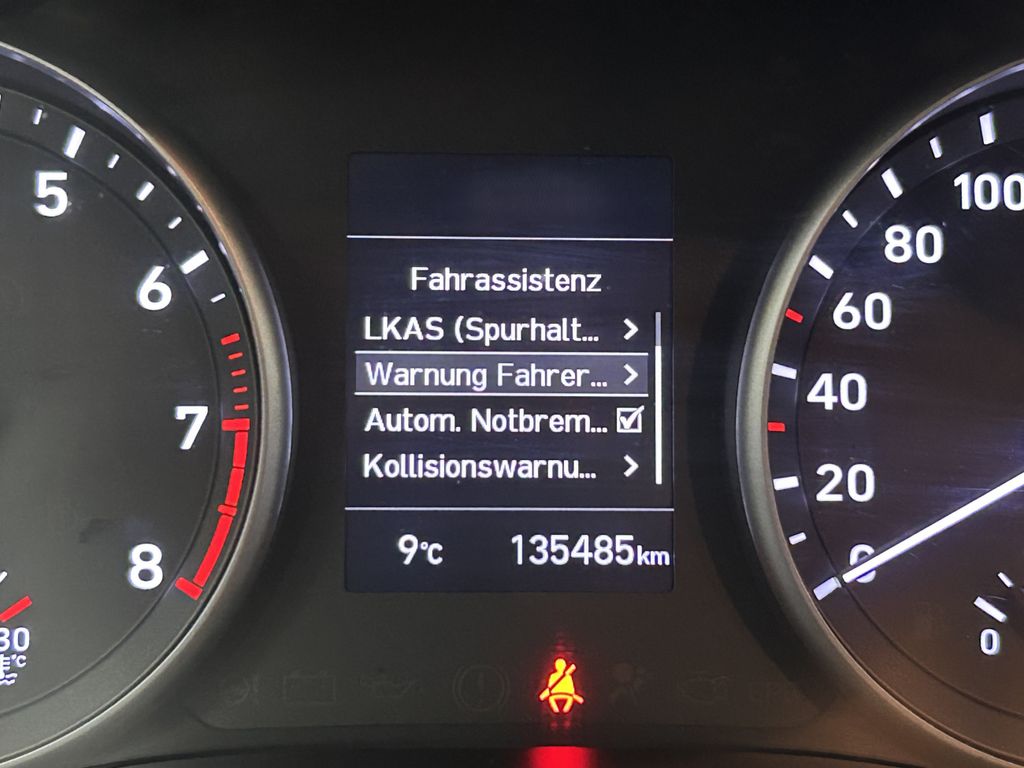 5
6
7
8
30
°C
Fahrassistenz
LKAS (Spurhalt...
Warnung Fahrer...
Autom. Notbrem...
Kollisionswarnu...
9°C 135485km
100
80
60
40
20
0
0